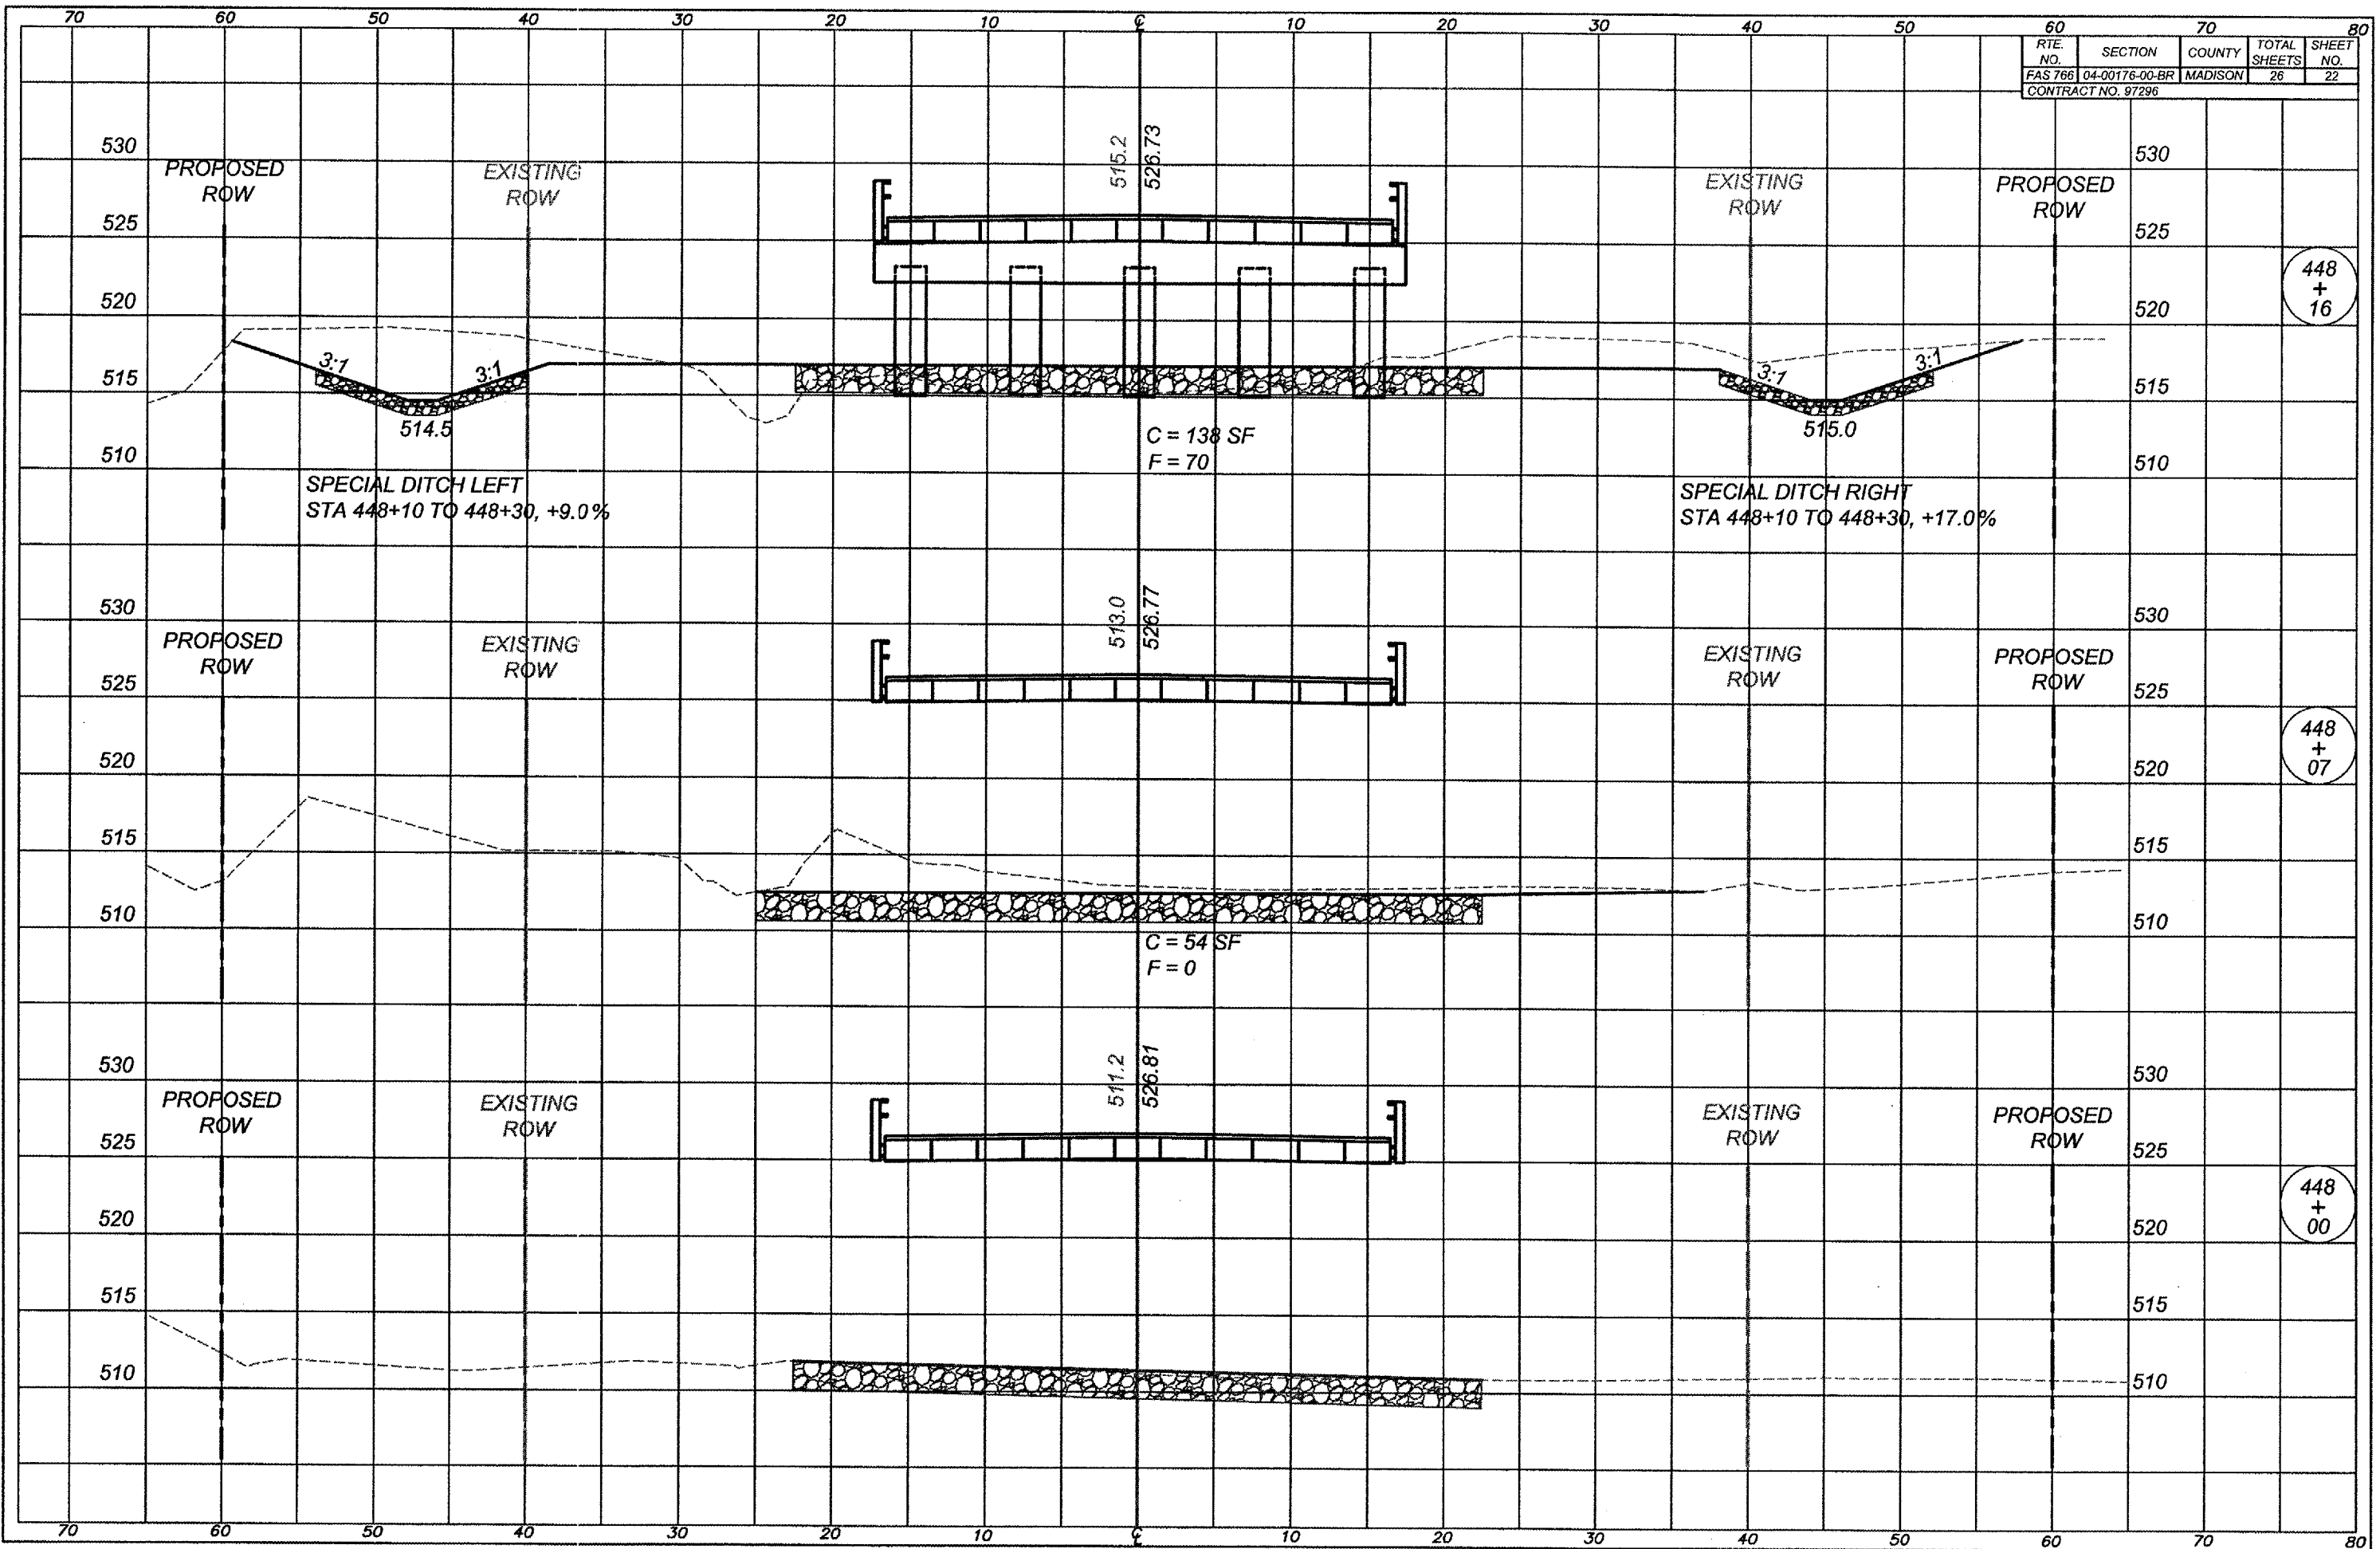 70 60 50 40 30 20 10 ℄ 10 20 30 40 50 60 70 80
RTE. NO. SECTION COUNTY TOTAL SHEETS SHEET NO.
FAS 766 04-00176-00-BR MADISON 26 22
CONTRACT NO. 97296
515.2
526.73
530 530
PROPOSED ROW
EXISTING ROW
EXISTING ROW
PROPOSED ROW
525 525
448 + 16
520 520
3:1 3:1 3:1 3:1
515 515
514.5 515.0
C = 138 SF
F = 70
510 510
SPECIAL DITCH LEFT
STA 448+10 TO 448+30, +9.0%
SPECIAL DITCH RIGHT
STA 448+10 TO 448+30, +17.0%
513.0
526.77
530 530
PROPOSED ROW
EXISTING ROW
EXISTING ROW
PROPOSED ROW
525 525
448 + 07
520 520
515 515
510 510
C = 54 SF
F = 0
511.2
526.81
530 530
PROPOSED ROW
EXISTING ROW
EXISTING ROW
PROPOSED ROW
525 525
448 + 00
520 520
515 515
510 510
70 60 50 40 30 20 10 ℄ 10 20 30 40 50 60 70 80